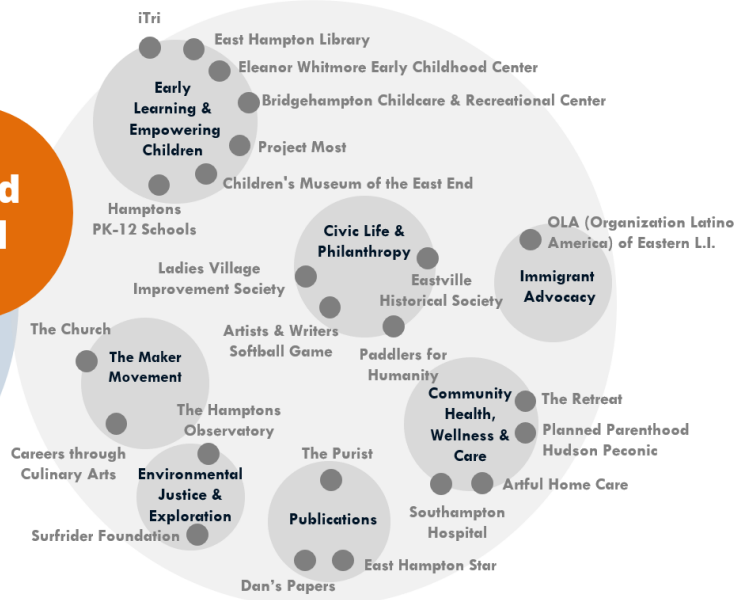 iTri
East Hampton Library
Eleanor Whitmore Early Childhood Center
Early
Learning &
Empowering
Children
Bridgehampton Childcare & Recreational Center
Project Most
Children's Museum of the East End
Hamptons
PK-12 Schools
d
Civic Life &
Philanthropy
Ladies Village
Improvement Society
Eastville
Historical Society
Artists & Writers
Softball Game
Paddlers for
Humanity
OLA (Organization Latino
America) of Eastern L.I.
Immigrant
Advocacy
The Church
The Maker
Movement
Careers through
Culinary Arts
The Hamptons
Observatory
Environmental
Justice &
Exploration
Surfrider Foundation
The Purist
Publications
Dan's Papers
East Hampton Star
Community
Health,
Wellness &
Care
The Retreat
Planned Parenthood
Hudson Peconic
Artful Home Care
Southampton
Hospital